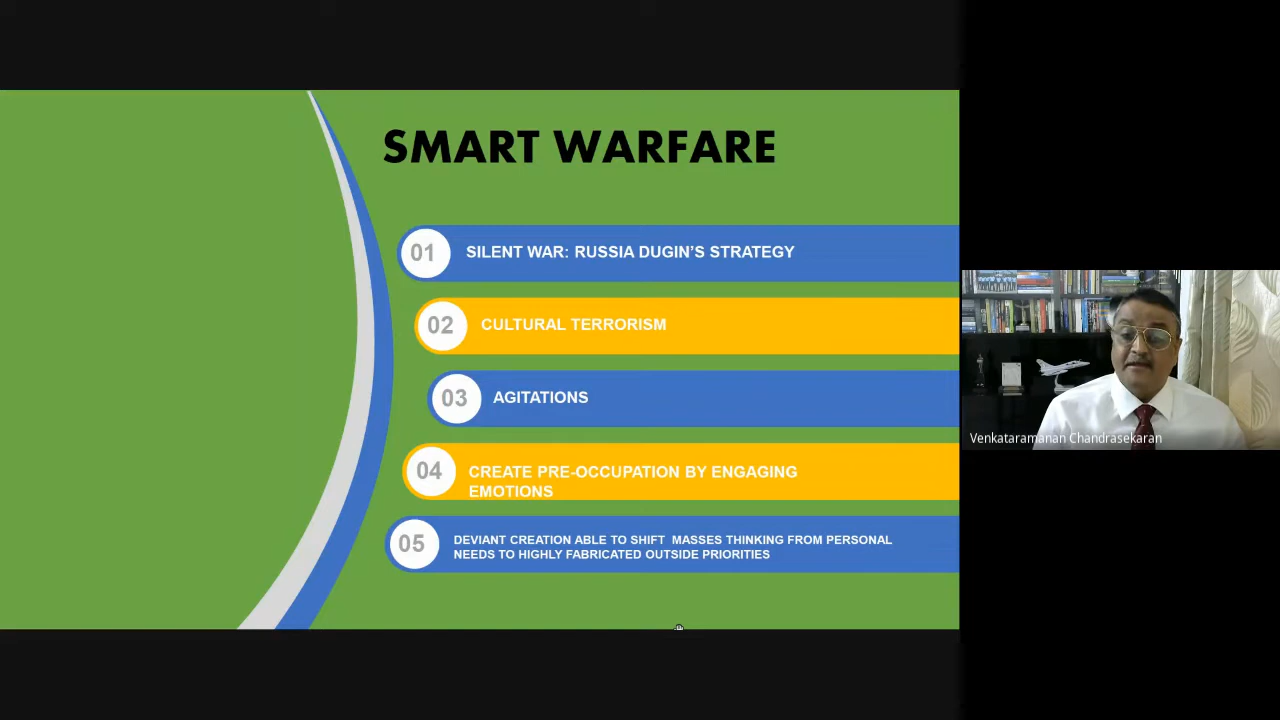 SMART WARFARE
01
SILENT WAR: RUSSIA DUGIN'S STRATEGY
02
CULTURAL TERRORISM
03
AGITATIONS
04
CREATE PRE-OCCUPATION BY ENGAGING
EMOTIONS
05
DEVIANT CREATION ABLE TO SHIFT MASSES THINKING FROM PERSONAL
NEEDS TO HIGHLY FABRICATED OUTSIDE PRIORITIES
Venkataramanan Chandrasekaran